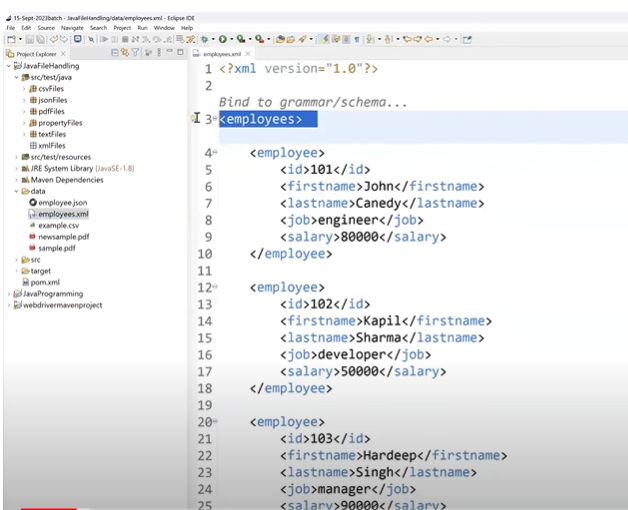 15-Sept-2023batch - JavaFileHandling/data/employees.xml - Eclipse IDE
File Edit Source Navigate Search Project Run Window Help
Project Explorer
JavaFileHandling
src/test/java
csvFiles
jsonFiles
pdfFiles
propertyFiles
textFiles
xmlFiles
src/test/resources
JRE System Library [JavaSE-1.8]
Maven Dependencies
data
employee.json
employees.xml
example.csv
newsample.pdf
sample.pdf
src
target
pom.xml
JavaProgramming
webdrivermavenproject
employees.xml
1 <?xml version="1.0"?>
2
Bind to grammar/schema...
3 <employees>
4 <employee>
5 <id>101</id>
6 <firstname>John</firstname>
7 <lastname>Canedy</lastname>
8 <job>engineer</job>
9 <salary>80000</salary>
10 </employee>
11
12 <employee>
13 <id>102</id>
14 <firstname>Kapil</firstname>
15 <lastname>Sharma</lastname>
16 <job>developer</job>
17 <salary>50000</salary>
18 </employee>
19
20 <employee>
21 <id>103</id>
22 <firstname>Hardeep</firstname>
23 <lastname>Singh</lastname>
24 <job>manager</job>
25 <salary>90000</salary>